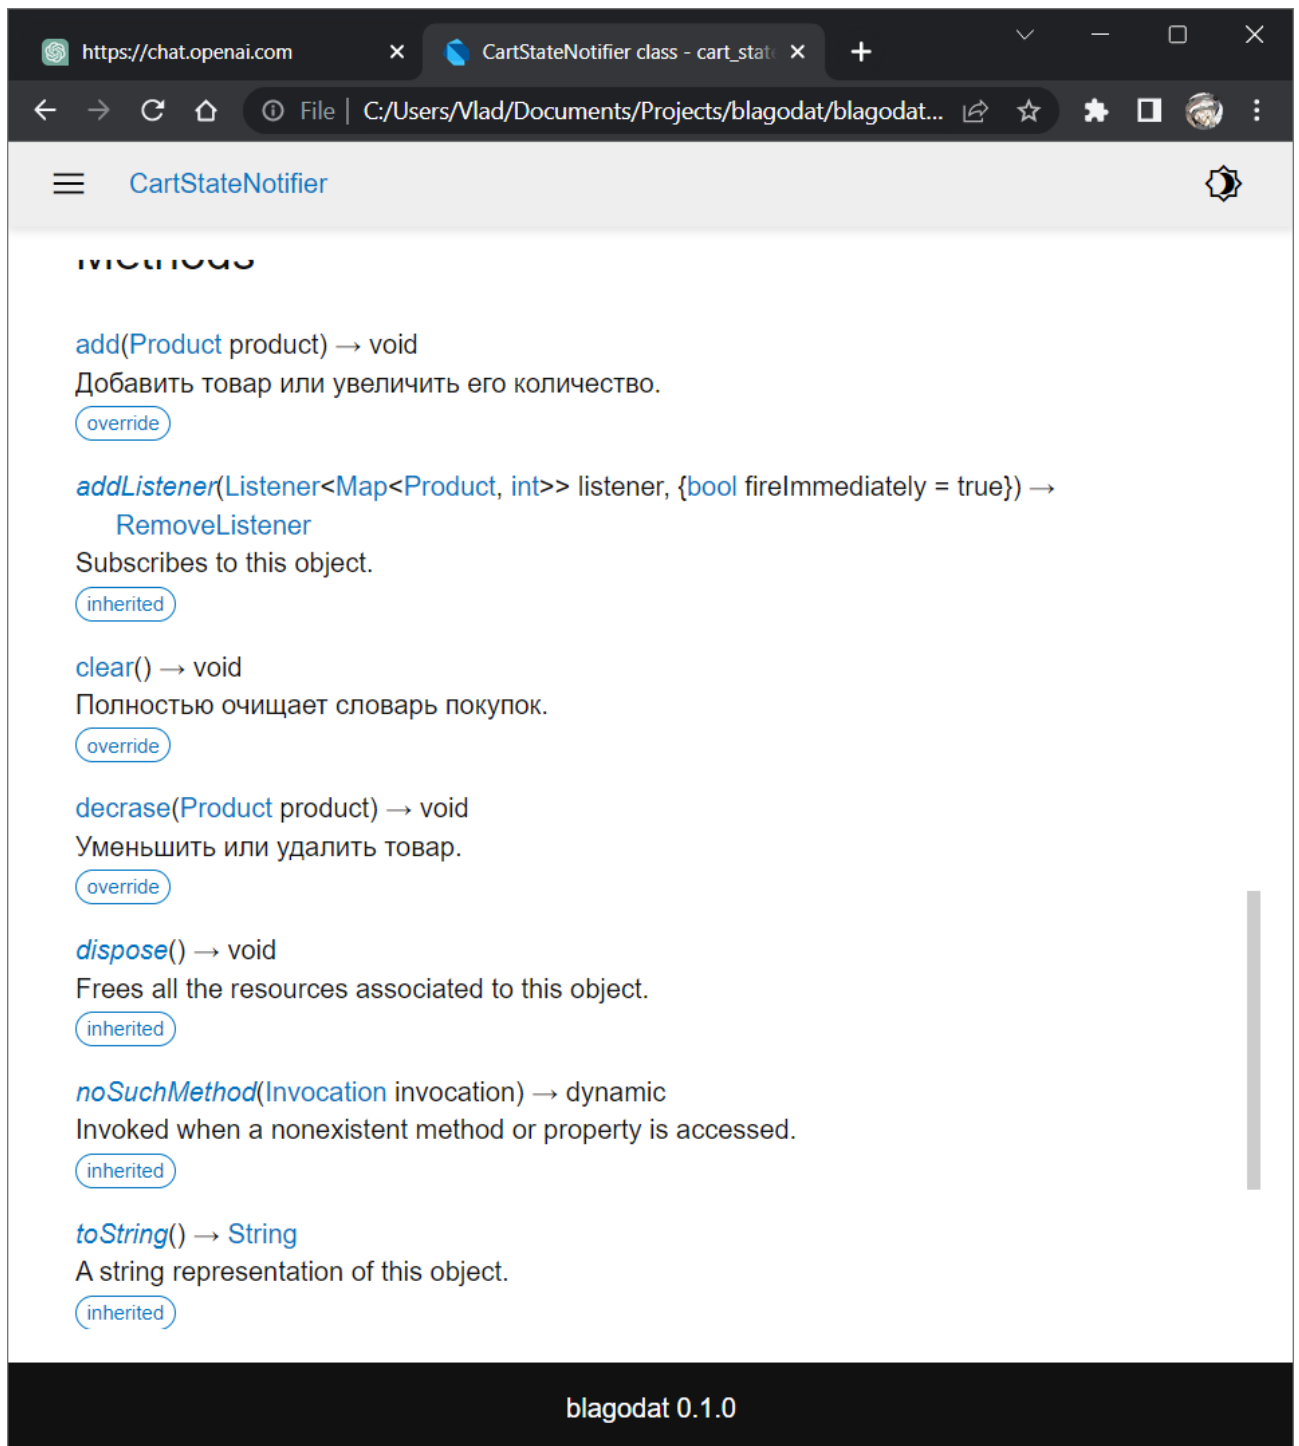 https://chat.openai.com
CartStateNotifier class - cart_stat
File | C:/Users/Vlad/Documents/Projects/blagodat/blagodat...
CartStateNotifier
Methods
add(Product product) → void
Добавить товар или увеличить его количество.
override
addListener(Listener<Map<Product, int>> listener, {bool fireImmediately = true}) →
RemoveListener
Subscribes to this object.
inherited
clear() → void
Полностью очищает словарь покупок.
override
decrase(Product product) → void
Уменьшить или удалить товар.
override
dispose() → void
Frees all the resources associated to this object.
inherited
noSuchMethod(Invocation invocation) → dynamic
Invoked when a nonexistent method or property is accessed.
inherited
toString() → String
A string representation of this object.
inherited
blagodat 0.1.0